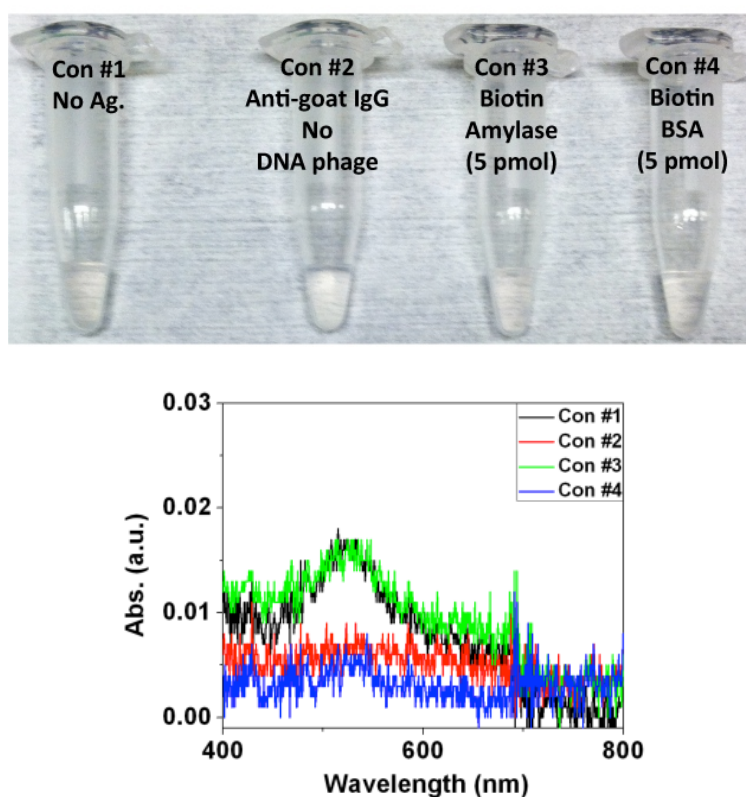 Con #1
No Ag.
Con #2
Anti-goat IgG
No
DNA phage
Con #3
Biotin
Amylase
(5 pmol)
Con #4
Biotin
BSA
(5 pmol)
0.03
0.02
0.01
0.00
Abs. (a.u.)
Con #1
Con #2
Con #3
Con #4
400
600
800
Wavelength (nm)